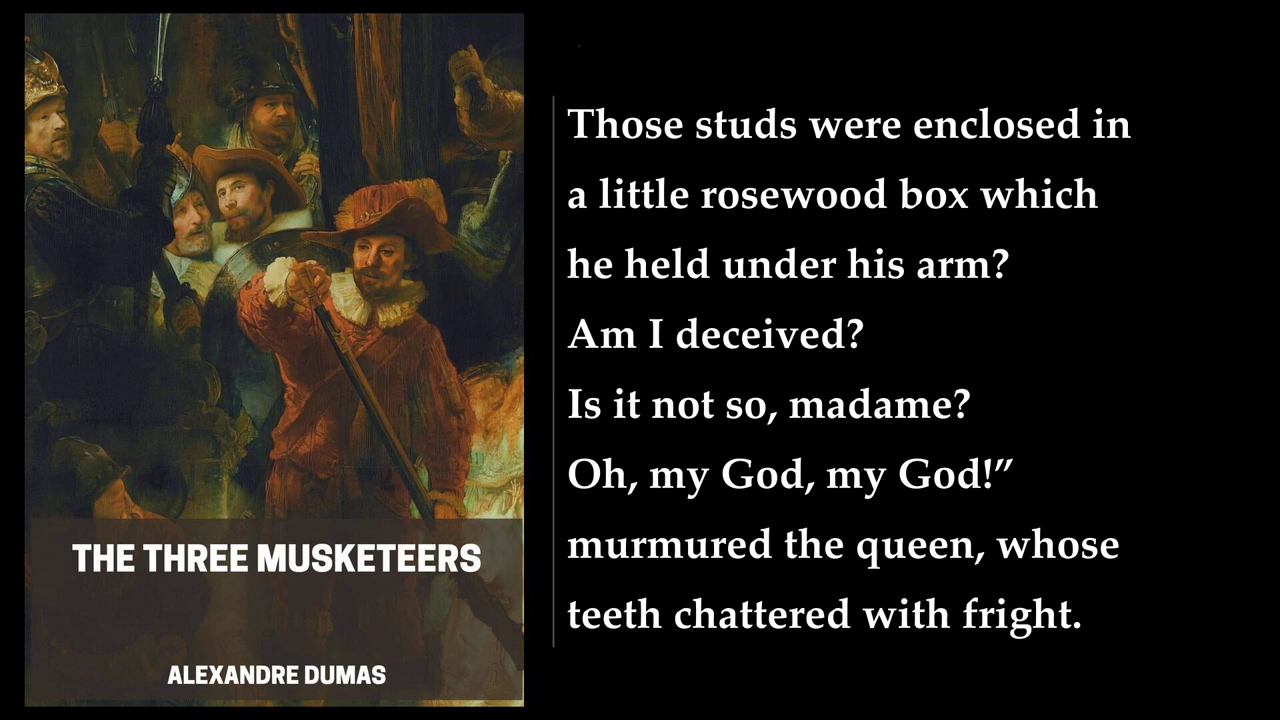 THE THREE MUSKETEERS
ALEXANDRE DUMAS
Those studs were enclosed in
a little rosewood box which
he held under his arm?
Am I deceived?
Is it not so, madame?
Oh, my God, my God!”
murmured the queen, whose
teeth chattered with fright.